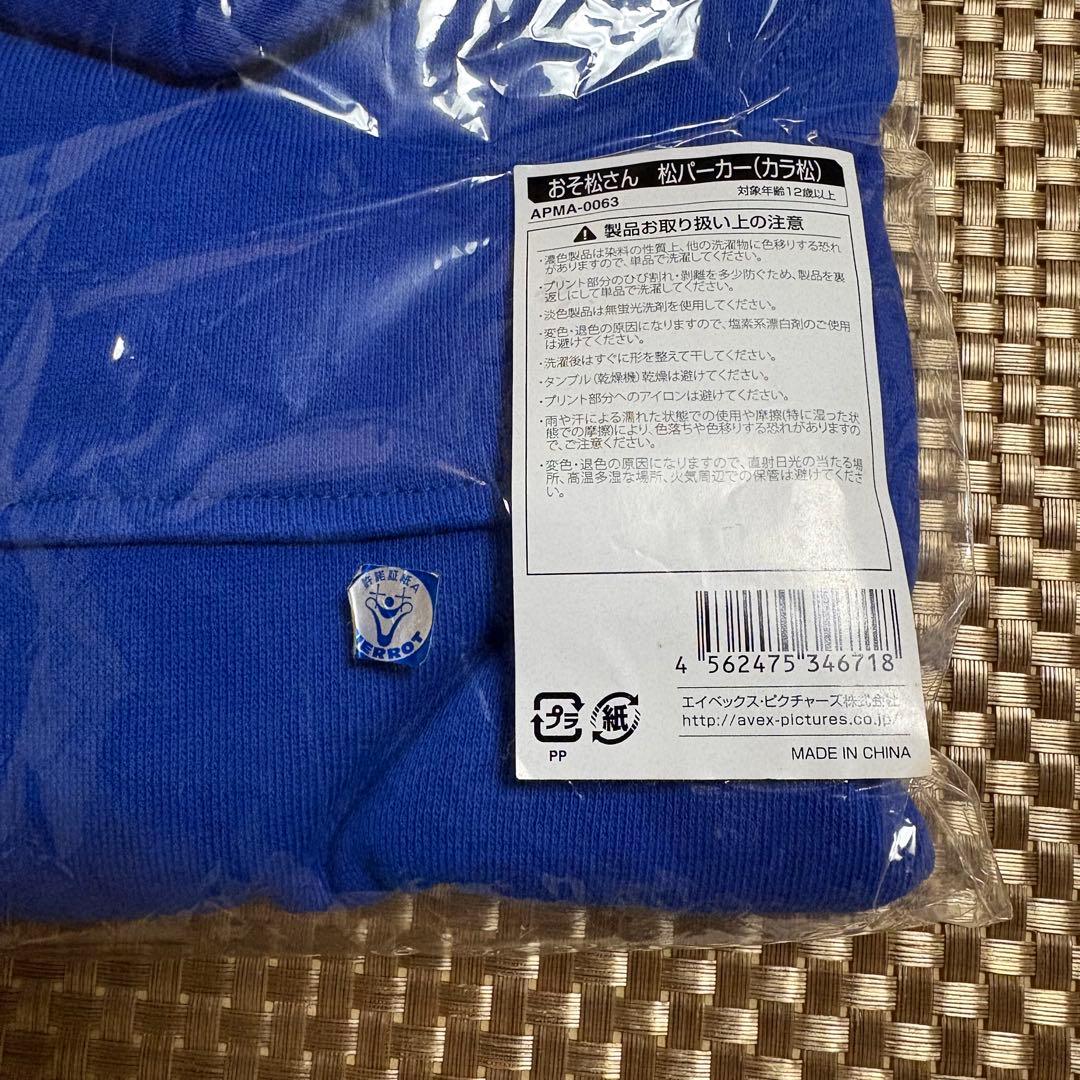 おそ松さん 松パーカー(カラ松)
APMA-0063
対象年齢12歳以上
製品お取り扱い上の注意
・濃色製品は染料の性質上、他の洗濯物に色移りする恐れ
がありますので、単品で洗濯してください。
・プリント部分のひび割れ・剥離を多少防ぐため、製品を裏
返しにして単品で洗濯してください。
・淡色製品は無蛍光洗剤を使用してください。
・変色・退色の原因になりますので、塩素系漂白剤のご使用
は避けてください。
・洗濯後はすぐに形を整えて干してください。
・タンブル(乾燥機)乾燥は避けてください。
・プリント部分へのアイロンは避けてください。
・雨や汗による濡れた状態での使用や摩擦(特に湿った状
態での摩擦)により、色落ちや色移りする恐れがありますの
で、ご注意ください。
・変色・退色の原因になりますので、直射日光の当たる場
所、高温多湿な場所、火気周辺での保管は避けてくださ
い。
許諾証紙A
PIERROT
4 562475 346718
プラ
紙
PP
エイベックス・ピクチャーズ株式会社
http://avex-pictures.co.jp/
MADE IN CHINA